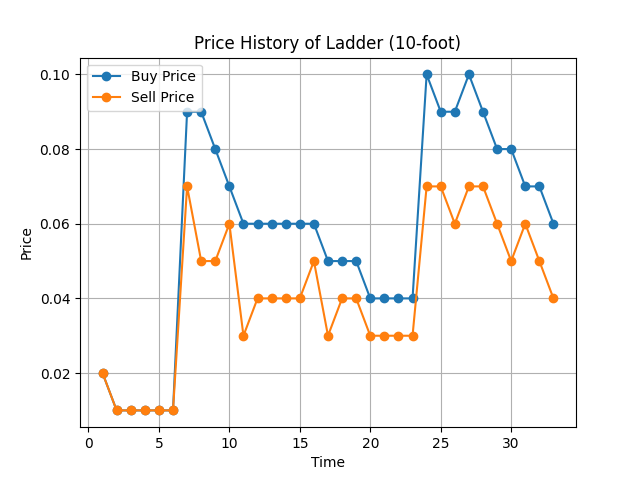 Price History of Ladder (10-foot)
Buy Price
Sell Price
0.10
0.08
0.06
0.04
0.02
Price
0 5 10 15 20 25 30
Time